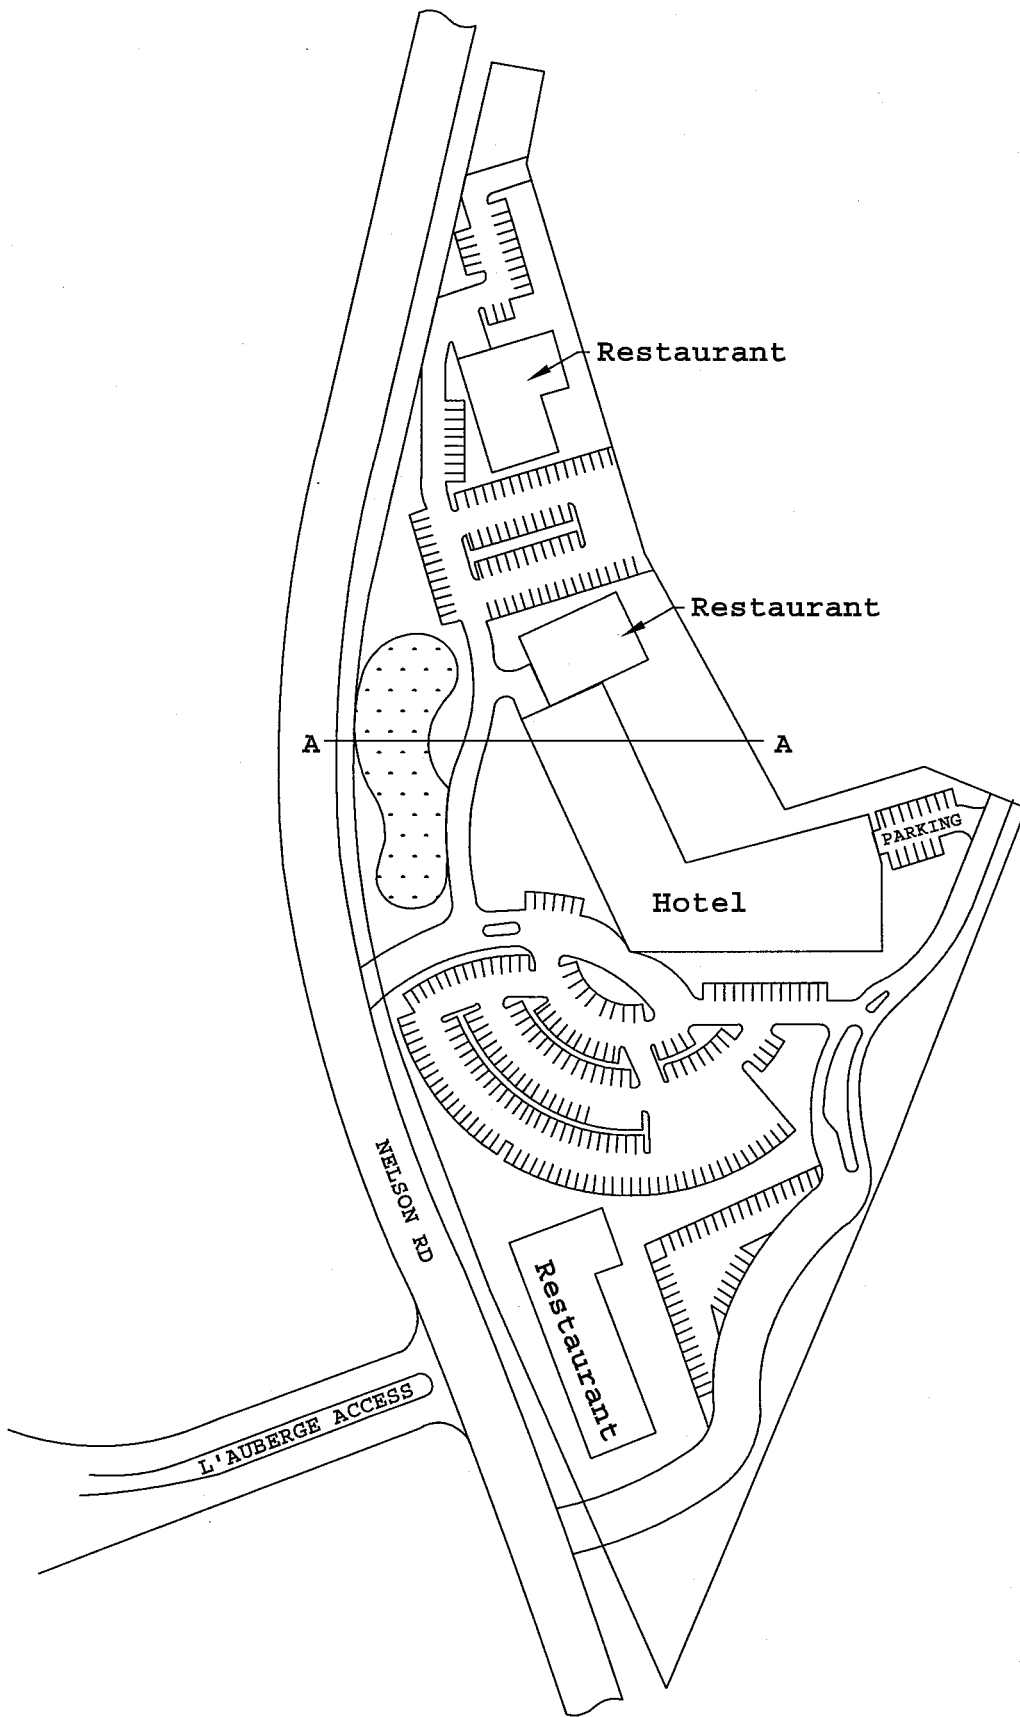 Restaurant
Restaurant
A
A
PARKING
Hotel
NELSON RD
Restaurant
L'AUBERGE ACCESS